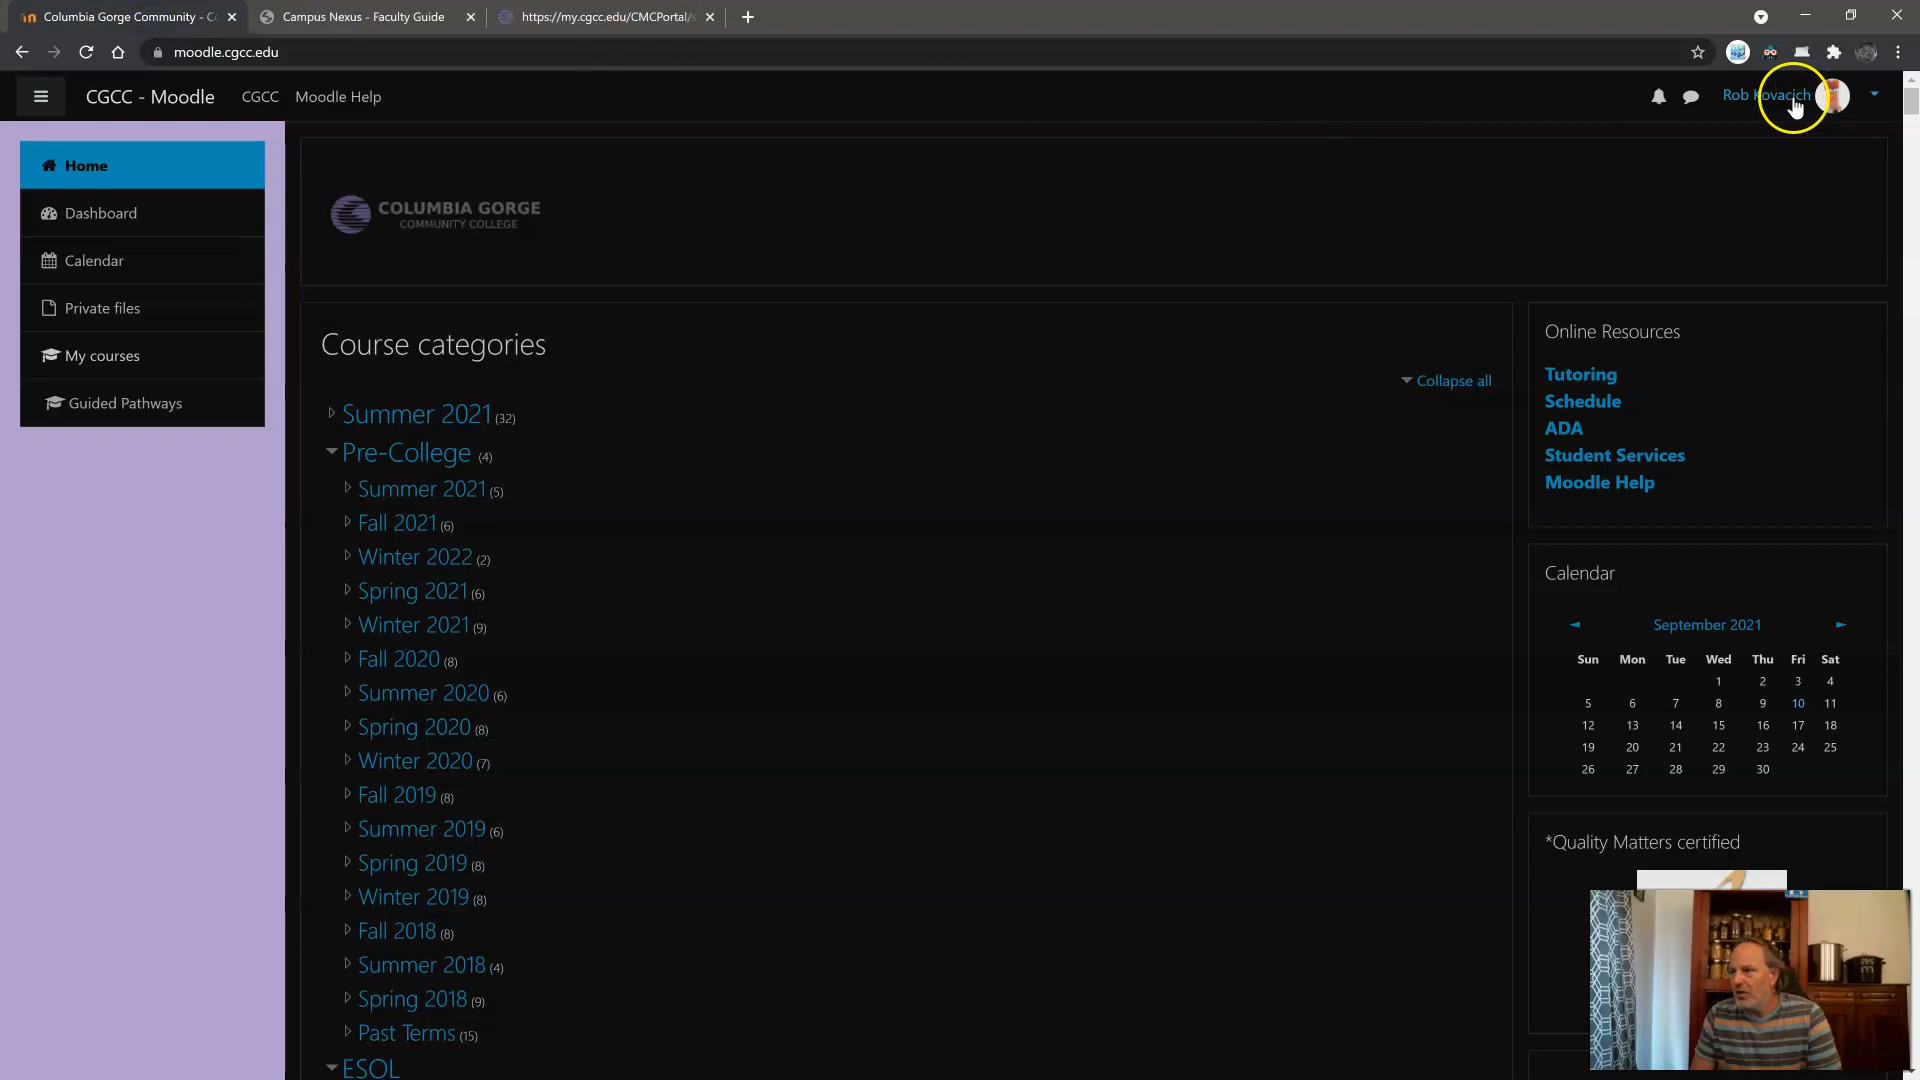 Columbia Gorge Community - Co
Campus Nexus - Faculty Guide
https://my.cgcc.edu/CMCPortal/s
moodle.cgcc.edu
CGCC - Moodle
CGCC
Moodle Help
Rob Kovacich
Home
Dashboard
Calendar
Private files
My courses
Guided Pathways
COLUMBIA GORGE
COMMUNITY COLLEGE
Course categories
Collapse all
Summer 2021 (32)
Pre-College (4)
Summer 2021 (5)
Fall 2021 (6)
Winter 2022 (2)
Spring 2021 (6)
Winter 2021 (9)
Fall 2020 (8)
Summer 2020 (6)
Spring 2020 (8)
Winter 2020 (7)
Fall 2019 (8)
Summer 2019 (6)
Spring 2019 (8)
Winter 2019 (8)
Fall 2018 (8)
Summer 2018 (4)
Spring 2018 (9)
Past Terms (15)
ESOL
Online Resources
Tutoring
Schedule
ADA
Student Services
Moodle Help
Calendar
◄ September 2021 ►
Sun Mon Tue Wed Thu Fri Sat
1 2 3 4
5 6 7 8 9 10 11
12 13 14 15 16 17 18
19 20 21 22 23 24 25
26 27 28 29 30
*Quality Matters certified